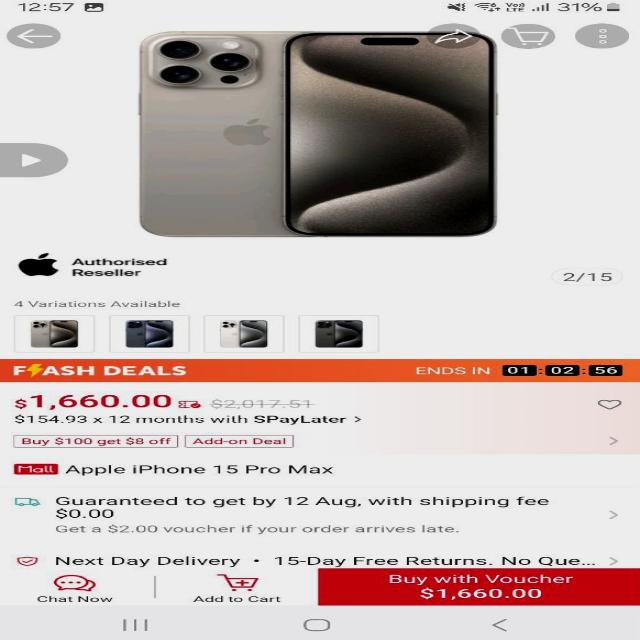 12:57
Vo)) LTE 31%
Authorised
Reseller
2/15
4 Variations Available
F ASH DEALS
ENDS IN 01:02:56
$1,660.00 $2,017.51
$154.93 x 12 months with SPayLater >
Buy $100 get $8 off Add-on Deal
Mall Apple iPhone 15 Pro Max
Guaranteed to get by 12 Aug, with shipping fee
$0.00
Get a $2.00 voucher if your order arrives late.
Next Day Delivery • 15-Day Free Returns. No Que...
Chat Now
Add to Cart
Buy with Voucher
$1,660.00